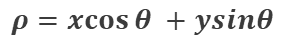 ρ = xcos θ + ysinθ